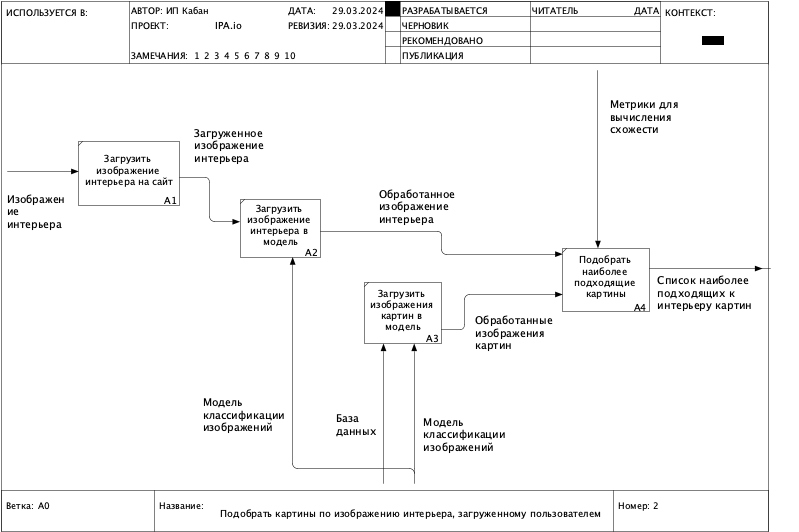 ИСПОЛЬЗУЕТСЯ В:
АВТОР: ИП Кабан
ДАТА: 29.03.2024
ПРОЕКТ: IPA.io
РЕВИЗИЯ: 29.03.2024
ЗАМЕЧАНИЯ: 1 2 3 4 5 6 7 8 9 10
РАЗРАБАТЫВАЕТСЯ
ЧЕРНОВИК
РЕКОМЕНДОВАНО
ПУБЛИКАЦИЯ
ЧИТАТЕЛЬ
ДАТА
КОНТЕКСТ:
Метрики для
вычисления
схожести
Загруженное
изображение
интерьера
Загрузить
изображение
интерьера на сайт
A1
Изображен
ие
интерьера
Обработанное
изображение
интерьера
Загрузить
изображение
интерьера в
модель
A2
Подобрать
наиболее
подходящие
картины
A4
Список наиболее
подходящих к
интерьеру картин
Загрузить
изображения
картин в
модель
A3
Обработанные
изображения
картин
Модель
классификации
изображений
База
данных
Модель
классификации
изображений
Ветка: A0
Название:
Подобрать картины по изображению интерьера, загруженному пользователем
Номер: 2